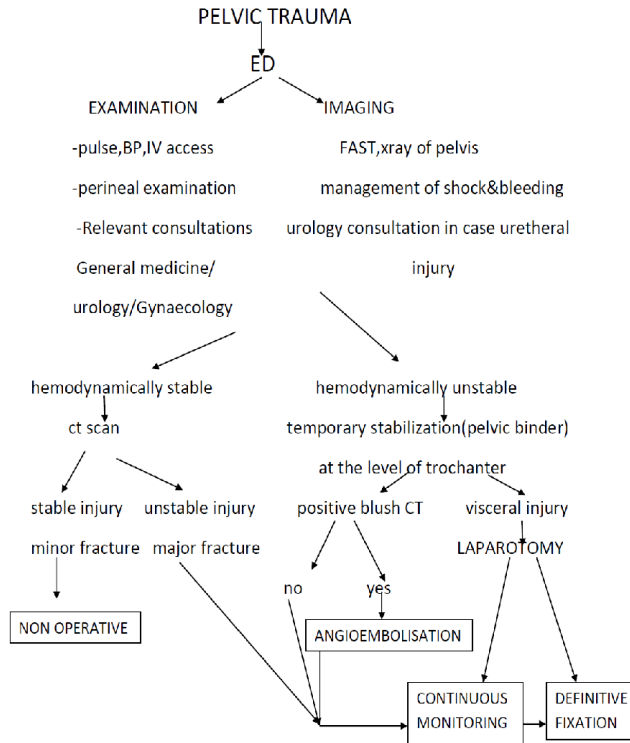 PELVIC TRAUMA
ED
EXAMINATION
-pulse,BP,IV access
-perineal examination
-Relevant consultations
General medicine/
urology/Gynaecology
IMAGING
FAST,xray of pelvis
management of shock&bleeding
urology consultation in case urethral
injury
hemodynamically stable
ct scan
stable injury
minor fracture
NON OPERATIVE
unstable injury
major fracture
hemodynamically unstable
temporary stabilization(pelvic binder)
at the level of trochanter
positive blush CT
no
yes
ANGIOEMBOLISATION
visceral injury
LAPAROTOMY
CONTINUOUS
MONITORING
DEFINITIVE
FIXATION